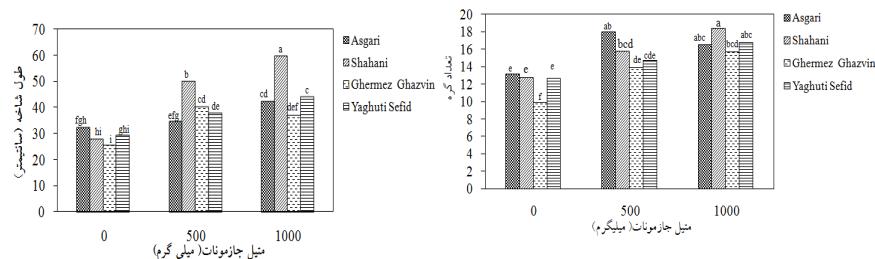 طول شاخه (سانتیمتر)
70
60
50
40
30
20
10
0
fgh
hi
i
ghi
efg
b
cd
de
cd
a
def
c
0
500
1000
متیل جازمونات( میلی گرم)
Asgari
Shahani
Ghermez Ghazvin
Yaghuti Sefid
تعداد گره
20
18
16
14
12
10
8
6
4
2
0
e
e
f
e
ab
bcd
de
cde
abc
a
bcd
abc
0
500
1000
متیل جازمونات( میلیگرم)
Asgari
Shahani
Ghermez Ghazvin
Yaghuti Sefid